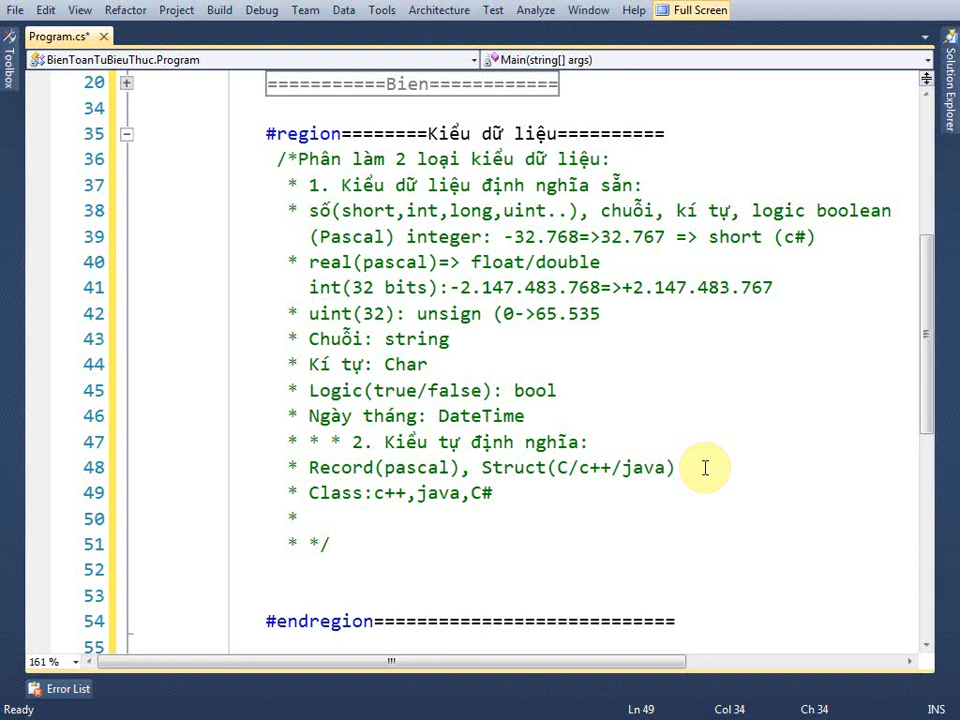 File Edit View Refactor Project Build Debug Team Data Tools Architecture Test Analyze Window Help Full Screen
Program.cs*
Toolbox
Solution Explorer
BienToanTuBieuThuc.Program
Main(string[] args)
20 ===========Bien============
34
35 #region========Kiểu dữ liệu==========
36 /*Phân làm 2 loại kiểu dữ liệu:
37 * 1. Kiểu dữ liệu định nghĩa sẵn:
38 * số(short,int,long,uint..), chuỗi, kí tự, logic boolean
39 (Pascal) integer: -32.768=>32.767 => short (c#)
40 * real(pascal)=> float/double
41 int(32 bits):-2.147.483.768=>+2.147.483.767
42 * uint(32): unsign (0->65.535
43 * Chuỗi: string
44 * Kí tự: Char
45 * Logic(true/false): bool
46 * Ngày tháng: DateTime
47 * * * 2. Kiểu tự định nghĩa:
48 * Record(pascal), Struct(C/c++/java)
49 * Class:c++,java,C#
50 *
51 * */
52
53
54 #endregion============================
55
161 %
Error List
Ready Ln 49 Col 34 Ch 34 INS